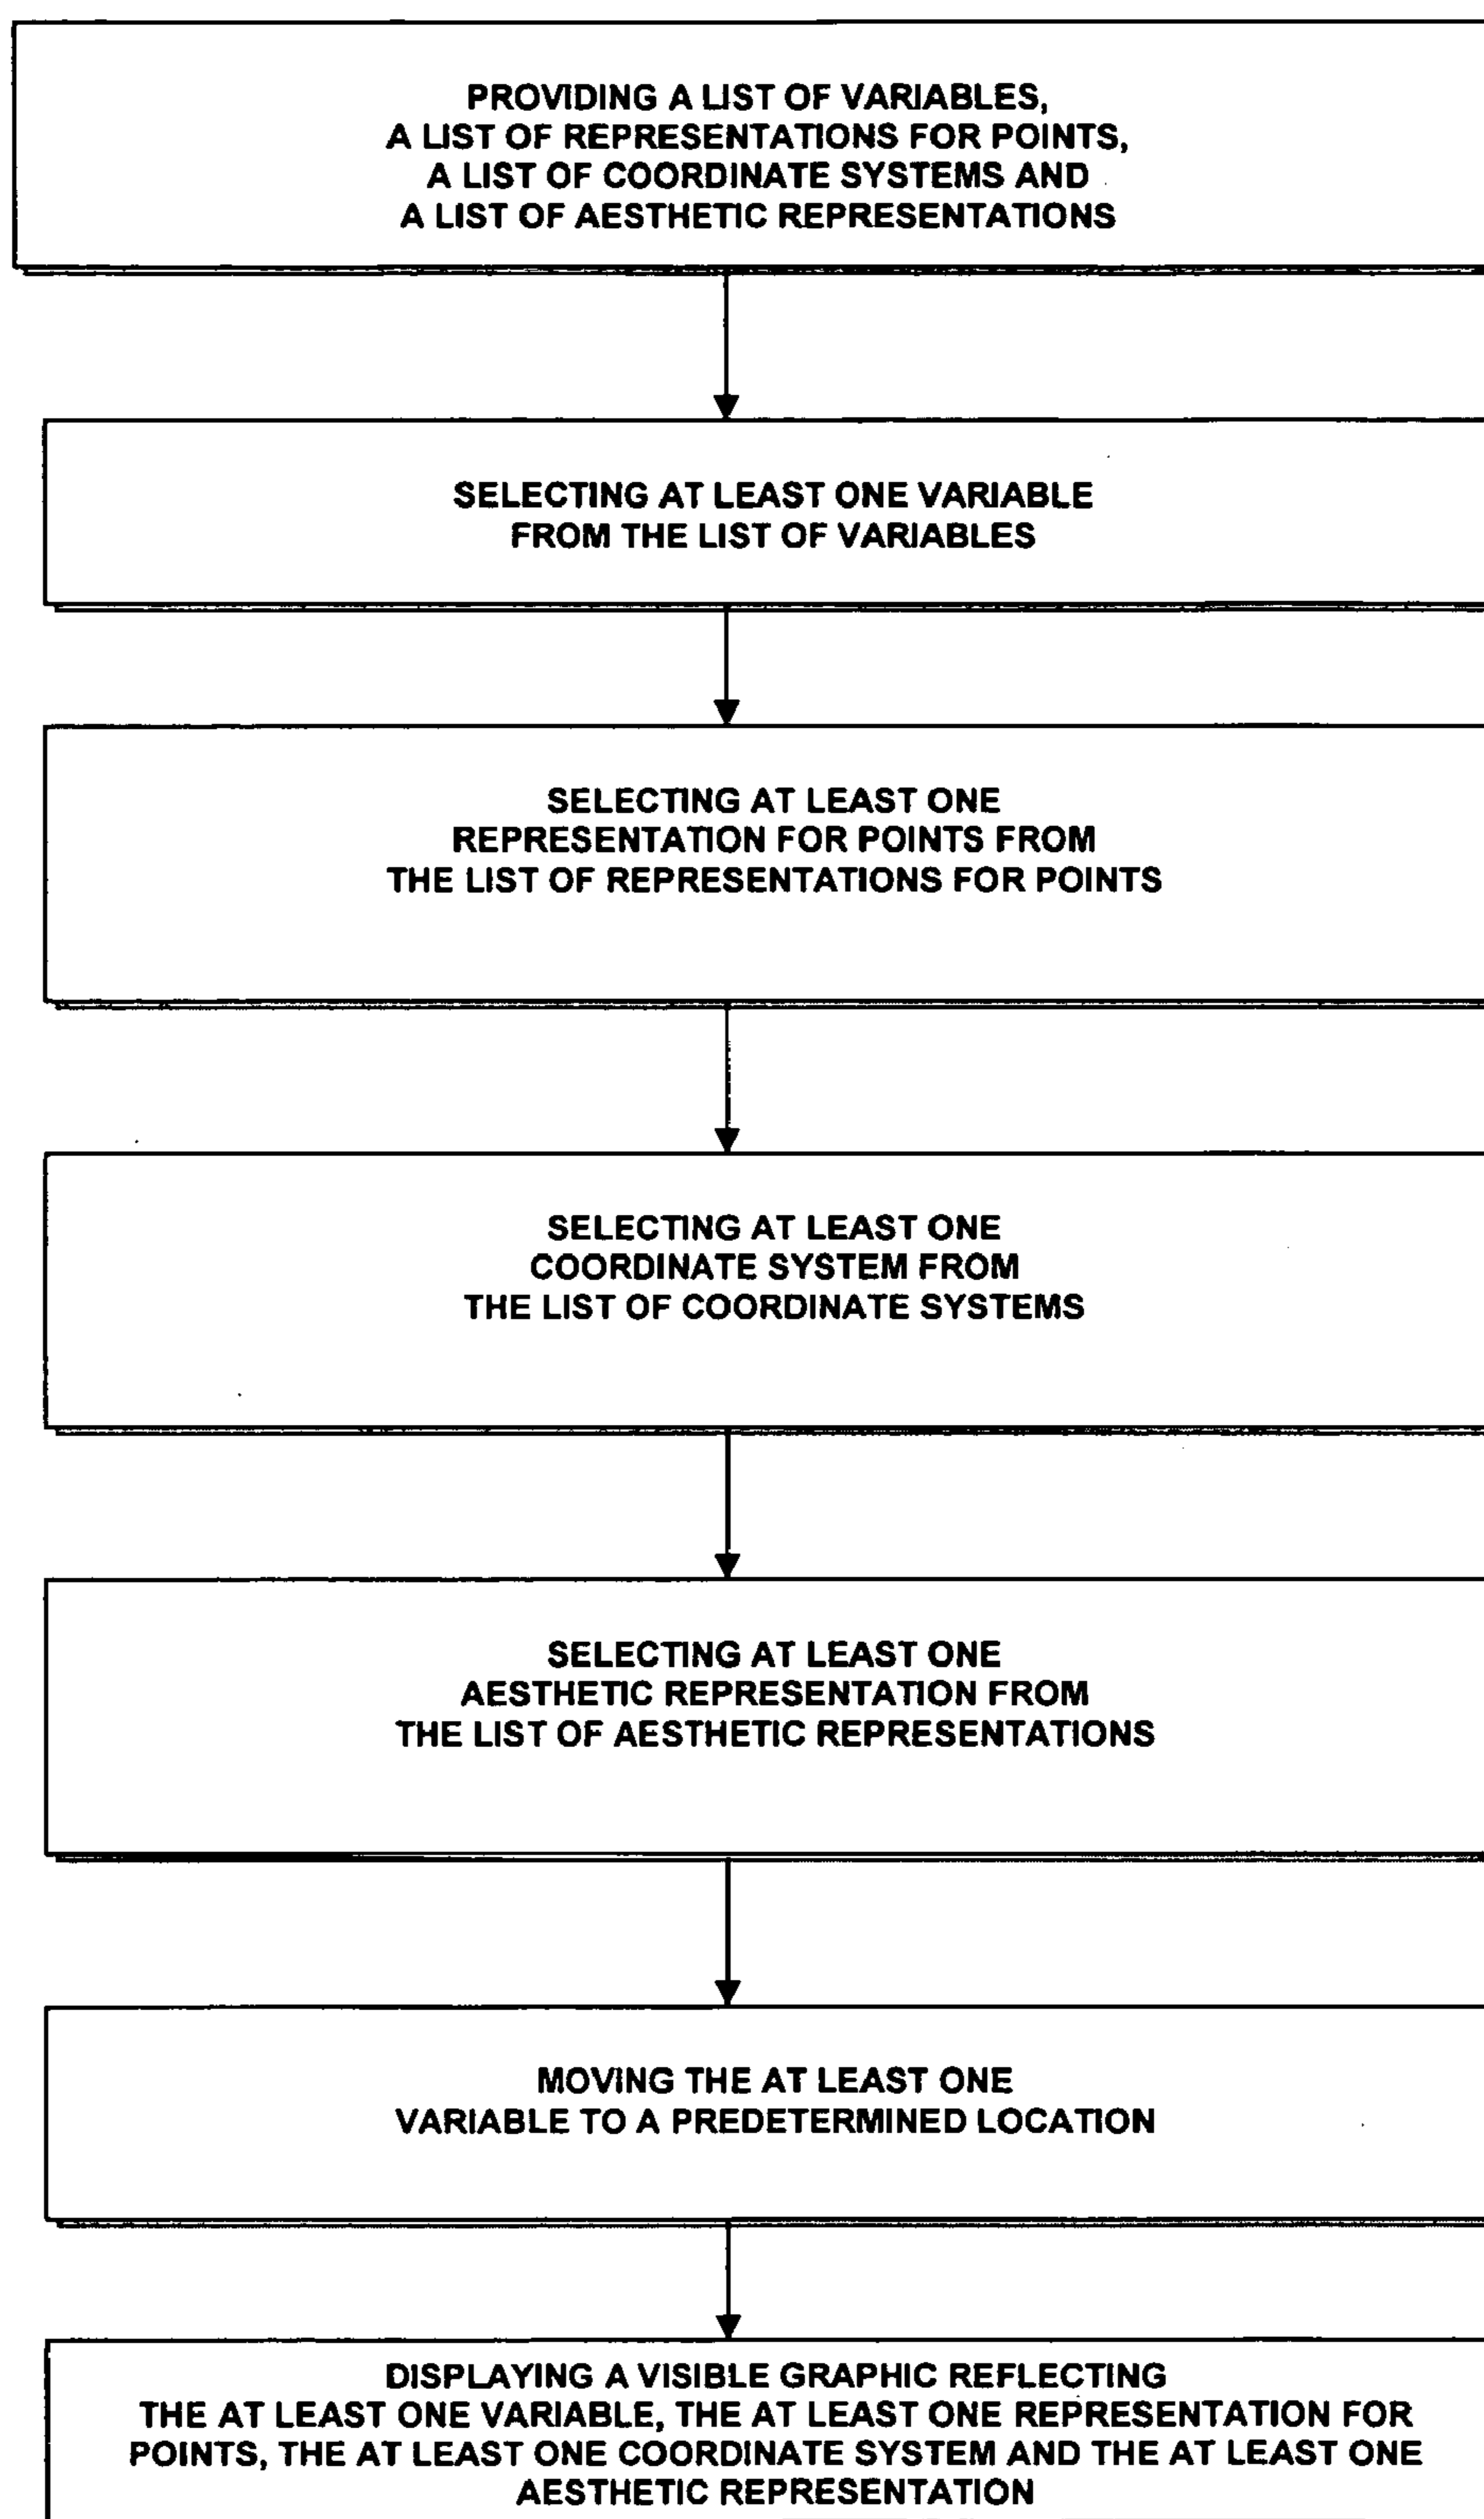 PROVIDING A LIST OF VARIABLES,
A LIST OF REPRESENTATIONS FOR POINTS,
A LIST OF COORDINATE SYSTEMS AND
A LIST OF AESTHETIC REPRESENTATIONS
SELECTING AT LEAST ONE VARIABLE
FROM THE LIST OF VARIABLES
SELECTING AT LEAST ONE
REPRESENTATION FOR POINTS FROM
THE LIST OF REPRESENTATIONS FOR POINTS
SELECTING AT LEAST ONE
COORDINATE SYSTEM FROM
THE LIST OF COORDINATE SYSTEMS
SELECTING AT LEAST ONE
AESTHETIC REPRESENTATION FROM
THE LIST OF AESTHETIC REPRESENTATIONS
MOVING THE AT LEAST ONE
VARIABLE TO A PREDETERMINED LOCATION
DISPLAYING A VISIBLE GRAPHIC REFLECTING
THE AT LEAST ONE VARIABLE, THE AT LEAST ONE REPRESENTATION FOR
POINTS, THE AT LEAST ONE COORDINATE SYSTEM AND THE AT LEAST ONE
AESTHETIC REPRESENTATION